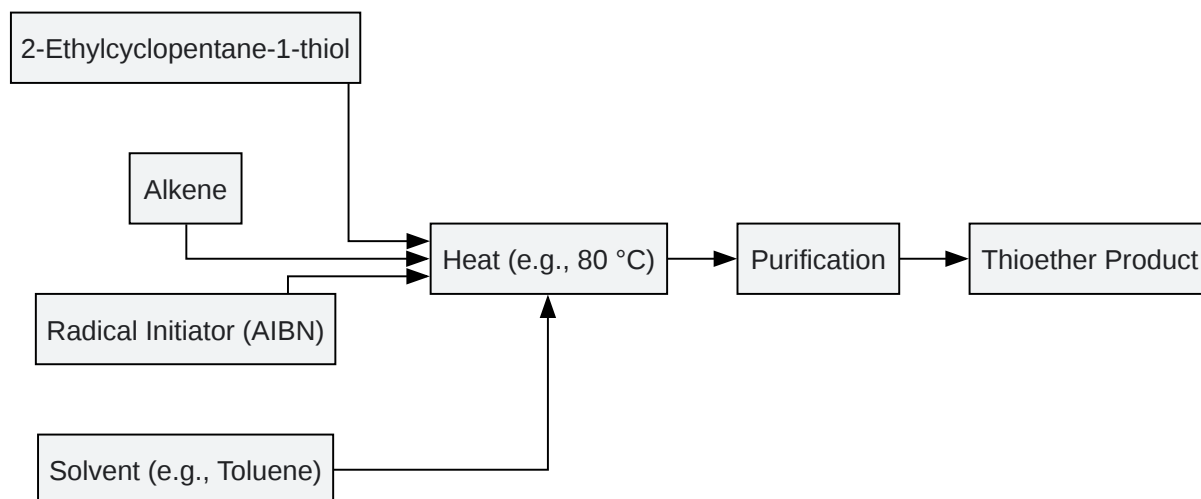 2-Ethylcyclopentane-1-thiol
Alkene
Heat (e.g., 80 °C)
Purification
Thioether Product
Radical Initiator (AIBN)
Solvent (e.g., Toluene)